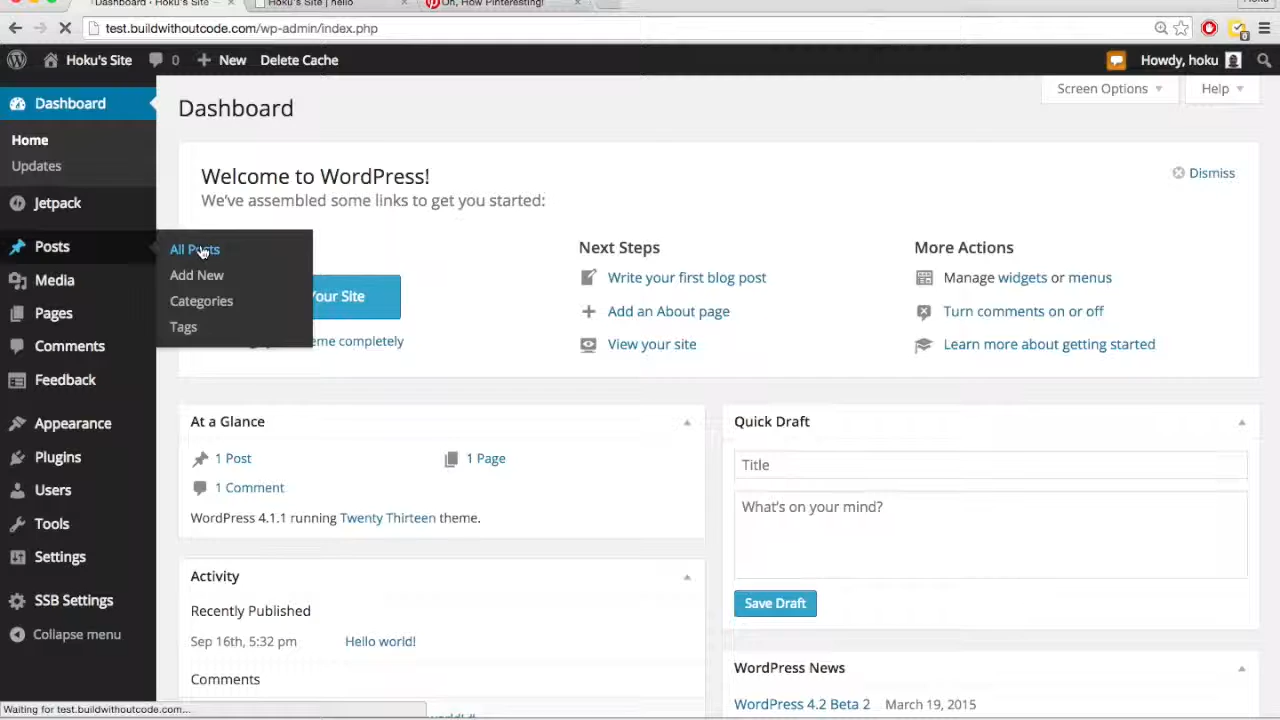 Dashboard ‹ Hoku's Site
Hoku's Site | hello
Oh, How Pinteresting!
test.buildwithoutcode.com/wp-admin/index.php
Hoku's Site 0 New Delete Cache Howdy, hoku
Dashboard
Home
Updates
Jetpack
Posts
Media
Pages
Comments
Feedback
Appearance
Plugins
Users
Tools
Settings
SSB Settings
Collapse menu
All Posts
Add New
Categories
Tags
Dashboard
Screen Options
Help
Welcome to WordPress!
We've assembled some links to get you started:
Dismiss
Your Site
completely
Next Steps
Write your first blog post
Add an About page
View your site
More Actions
Manage widgets or menus
Turn comments on or off
Learn more about getting started
At a Glance
1 Post
1 Page
1 Comment
WordPress 4.1.1 running Twenty Thirteen theme.
Activity
Recently Published
Sep 16th, 5:32 pm Hello world!
Comments
Quick Draft
Title
What's on your mind?
Save Draft
WordPress News
WordPress 4.2 Beta 2 March 19, 2015
Waiting for test.buildwithoutcode.com...